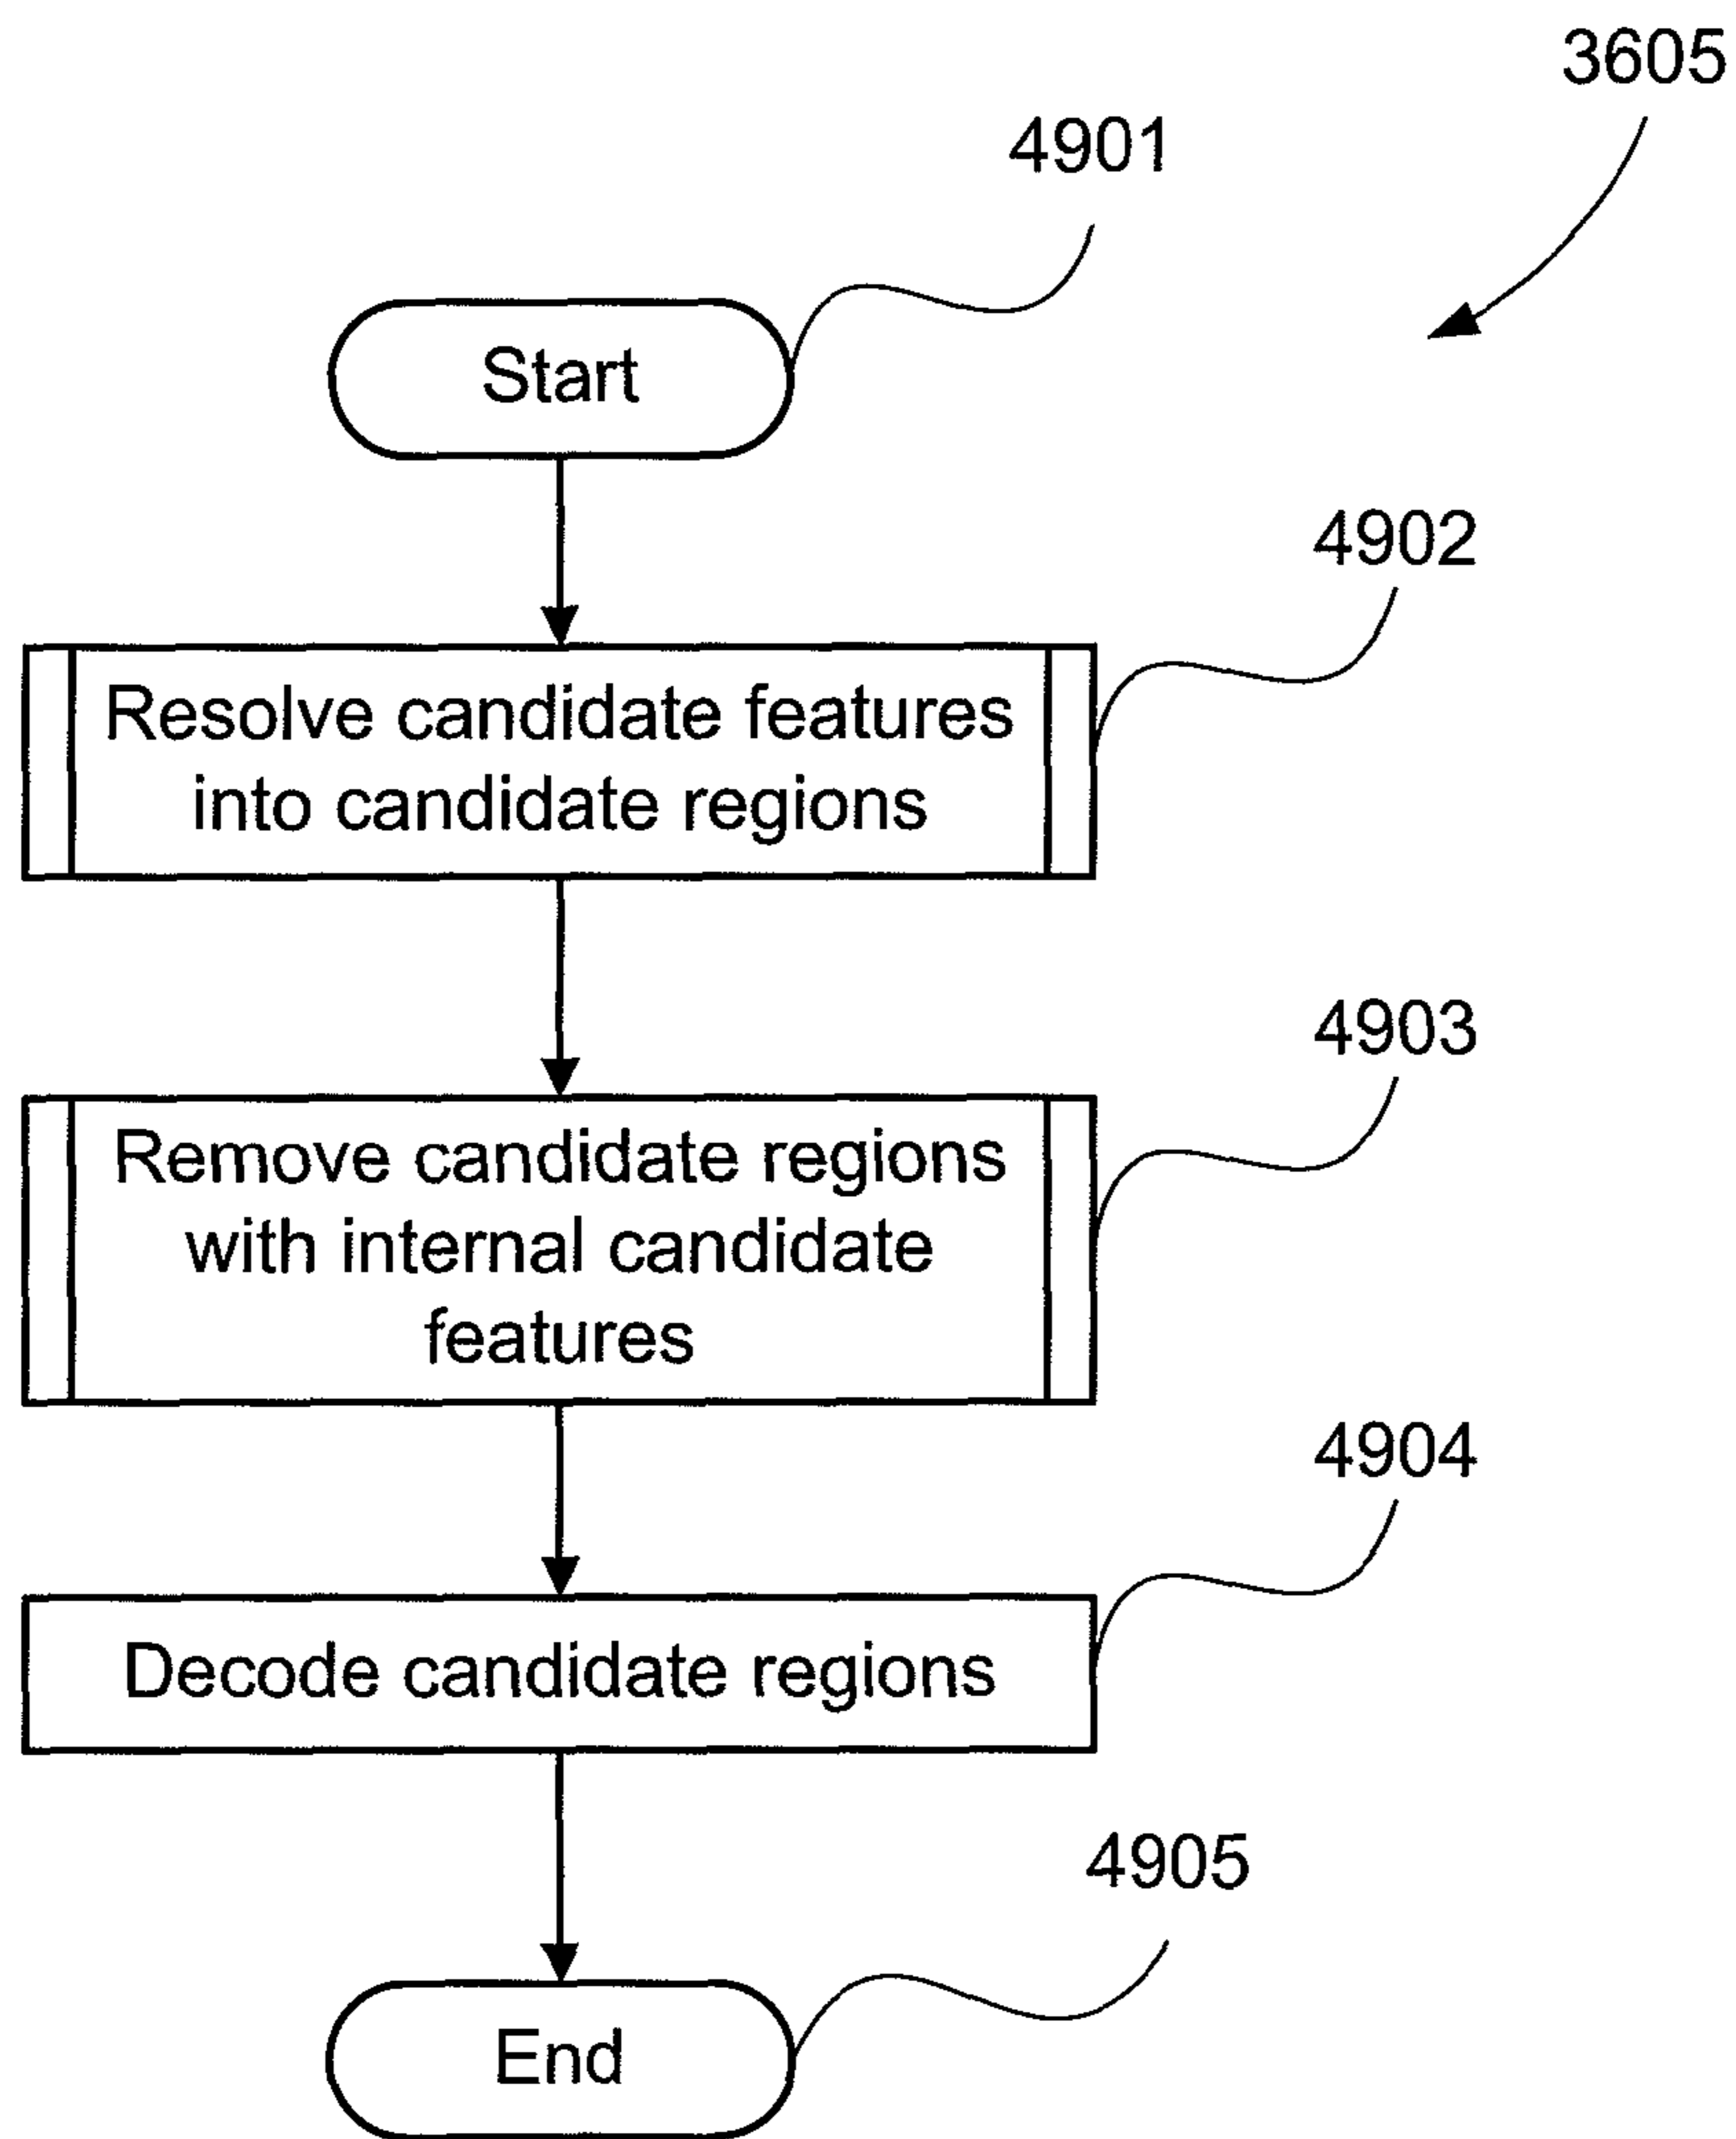 3605
4901
Start
4902
Resolve candidate features
into candidate regions
4903
Remove candidate regions
with internal candidate
features
4904
Decode candidate regions
4905
End